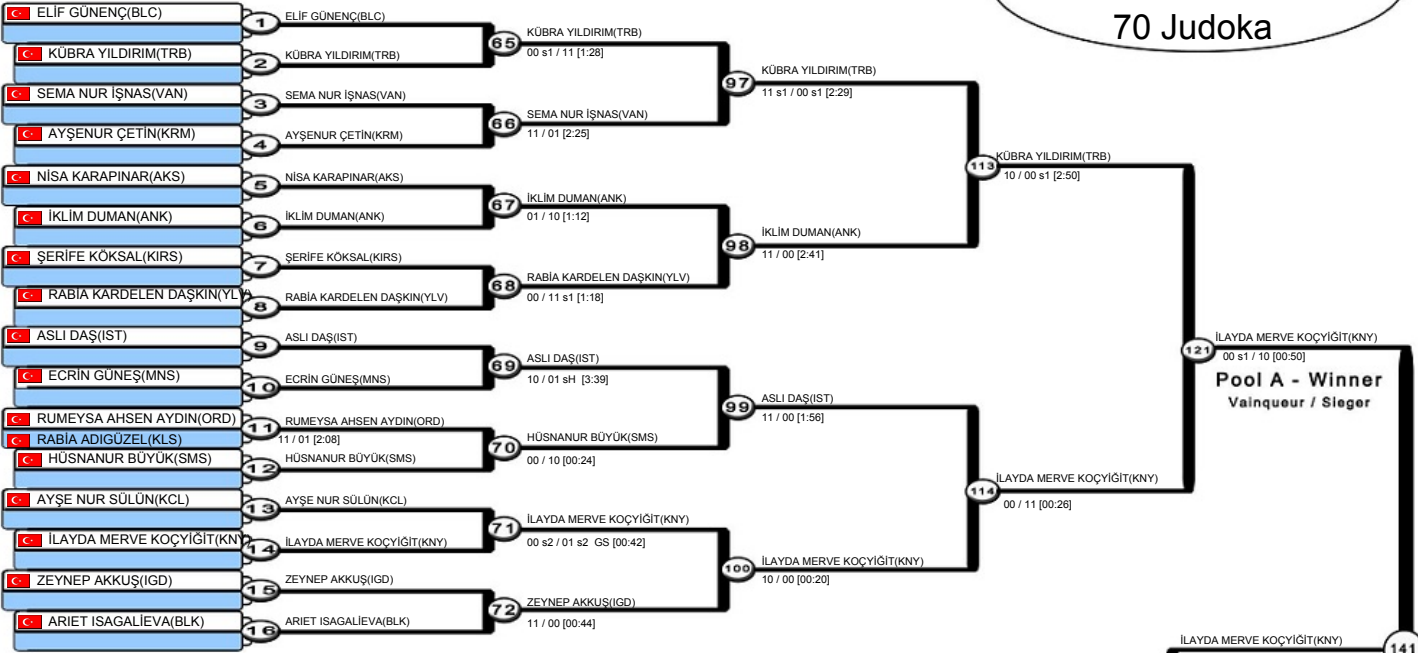 70 Judoka
ELİF GÜNENÇ(BLC)
KÜBRA YILDIRIM(TRB)
SEMA NUR İŞNAS(VAN)
AYŞENUR ÇETİN(KRM)
NİSA KARAPINAR(AKS)
İKLİM DUMAN(ANK)
ŞERİFE KÖKSAL(KIRS)
RABİA KARDELEN DAŞKIN(YLV)
ASLI DAŞ(IST)
ECRİN GÜNEŞ(MNS)
RUMEYSA AHSEN AYDIN(ORD)
RABİA ADIGÜZEL(KLS)
HÜSNANUR BÜYÜK(SMS)
AYŞE NUR SÜLÜN(KCL)
İLAYDA MERVE KOÇYİĞİT(KNY)
ZEYNEP AKKUŞ(IGD)
ARIET ISAGALİEVA(BLK)
1
ELİF GÜNENÇ(BLC)
2
KÜBRA YILDIRIM(TRB)
3
SEMA NUR İŞNAS(VAN)
4
AYŞENUR ÇETİN(KRM)
5
NİSA KARAPINAR(AKS)
6
İKLİM DUMAN(ANK)
7
ŞERİFE KÖKSAL(KIRS)
8
RABİA KARDELEN DAŞKIN(YLV)
9
ASLI DAŞ(IST)
10
ECRİN GÜNEŞ(MNS)
11
RUMEYSA AHSEN AYDIN(ORD)
11 / 01 [2:08]
12
HÜSNANUR BÜYÜK(SMS)
13
AYŞE NUR SÜLÜN(KCL)
14
İLAYDA MERVE KOÇYİĞİT(KNY)
15
ZEYNEP AKKUŞ(IGD)
16
ARIET ISAGALİEVA(BLK)
65
KÜBRA YILDIRIM(TRB)
00 s1 / 11 [1:28]
66
SEMA NUR İŞNAS(VAN)
11 / 01 [2:25]
67
İKLİM DUMAN(ANK)
01 / 10 [1:12]
68
RABİA KARDELEN DAŞKIN(YLV)
00 / 11 s1 [1:18]
69
ASLI DAŞ(IST)
10 / 01 sH [3:39]
70
HÜSNANUR BÜYÜK(SMS)
00 / 10 [00:24]
71
İLAYDA MERVE KOÇYİĞİT(KNY)
00 s2 / 01 s2 GS [00:42]
72
ZEYNEP AKKUŞ(IGD)
11 / 00 [00:44]
97
KÜBRA YILDIRIM(TRB)
11 s1 / 00 s1 [2:29]
98
İKLİM DUMAN(ANK)
11 / 00 [2:41]
99
ASLI DAŞ(IST)
11 / 00 [1:56]
100
İLAYDA MERVE KOÇYİĞİT(KNY)
10 / 00 [00:20]
113
KÜBRA YILDIRIM(TRB)
10 / 00 s1 [2:50]
114
İLAYDA MERVE KOÇYİĞİT(KNY)
00 / 11 [00:26]
121
İLAYDA MERVE KOÇYİĞİT(KNY)
00 s1 / 10 [00:50]
Pool A - Winner
Vainqueur / Sieger
İLAYDA MERVE KOÇYİĞİT(KNY)
141